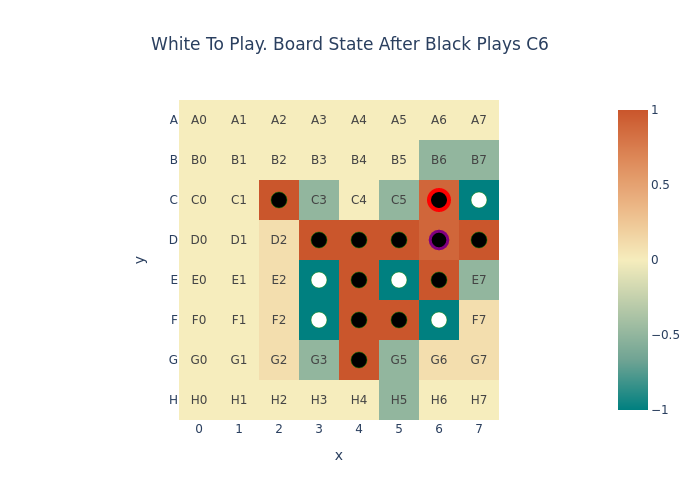 White To Play. Board State After Black Plays C6
A A0 A1 A2 A3 A4 A5 A6 A7
B B0 B1 B2 B3 B4 B5 B6 B7
C C0 C1 C3 C4 C5
D D0 D1 D2
E E0 E1 E2 E7
F F0 F1 F2 F7
G G0 G1 G2 G3 G5 G6 G7
H H0 H1 H2 H3 H4 H5 H6 H7
0 1 2 3 4 5 6 7
x
y
1
0.5
0
−0.5
−1